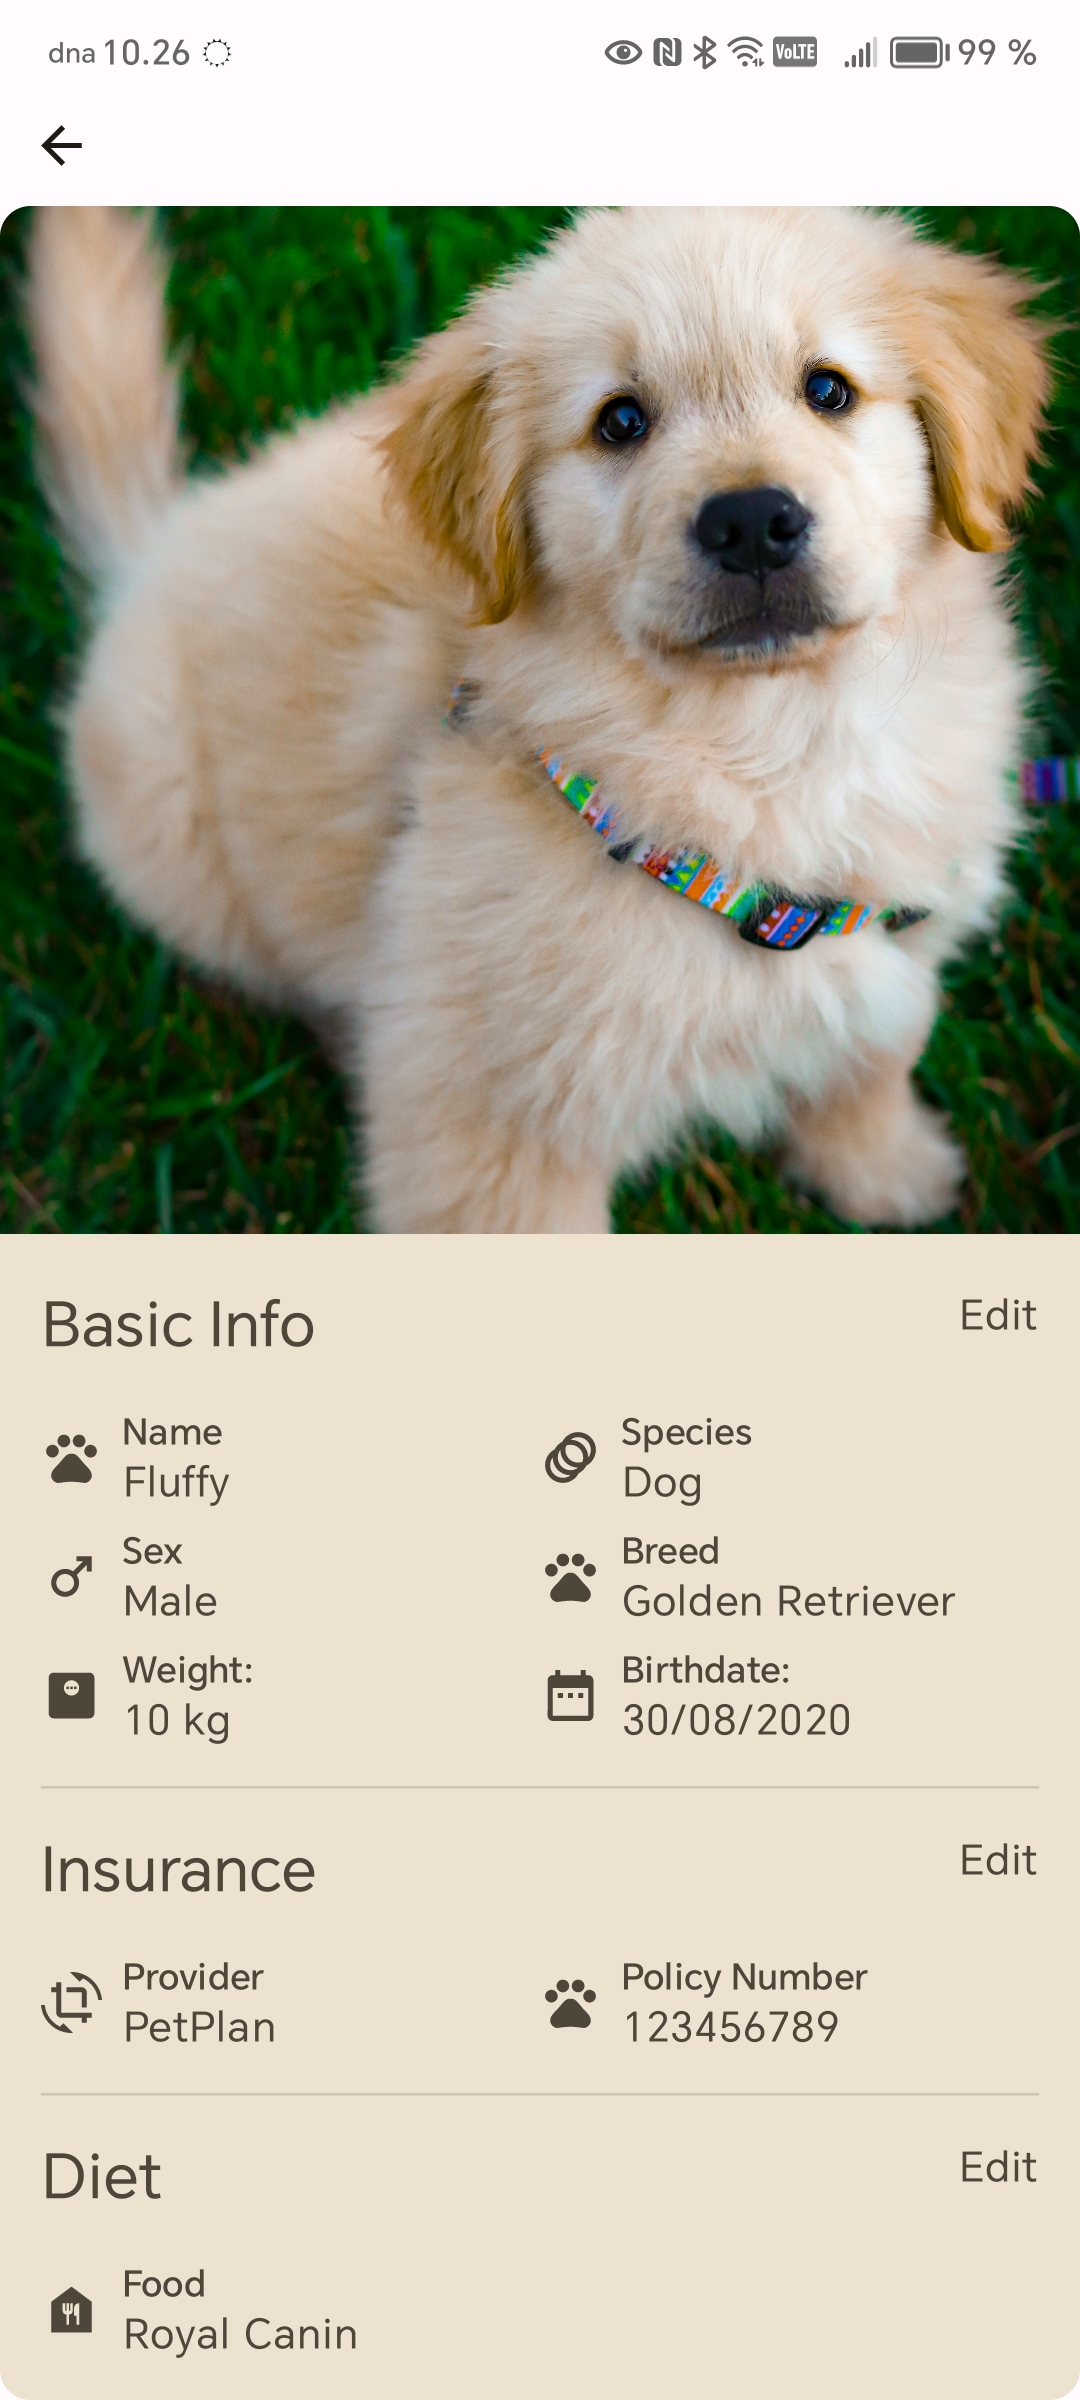 dna 10.26 VoLTE 99 %
Basic Info Edit
Name Species
Fluffy Dog
Sex Breed
Male Golden Retriever
Weight: Birthdate:
10 kg 30/08/2020
Insurance Edit
Provider Policy Number
PetPlan 123456789
Diet Edit
Food
Royal Canin